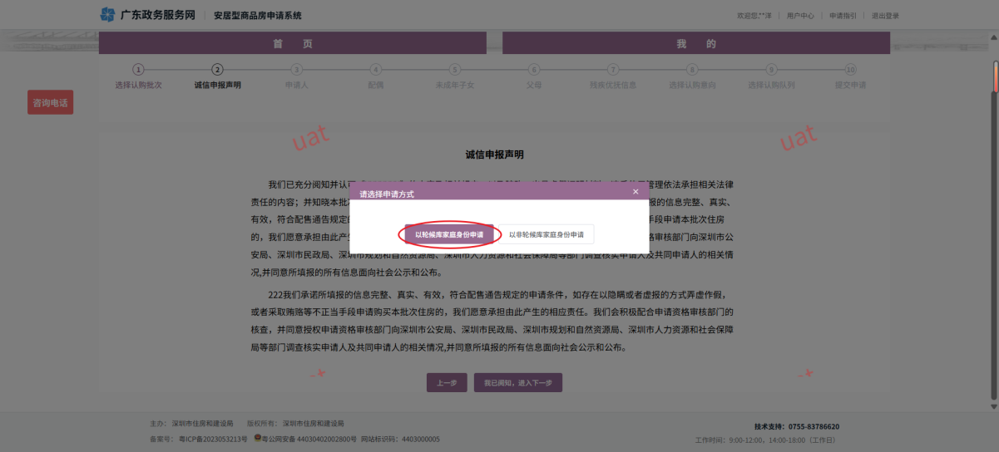 广东政务服务网 安居型商品房申请系统
欢迎您,**洋 用户中心 申请指引 退出登录
首 页 我 的
1 2 3 4 5 6 7 8 9 10
选择认购批次 诚信申报声明 申请人 配偶 未成年子女 父母 残疾优抚信息 选择认购意向 选择认购队列 提交申请
咨询电话
uat uat
诚信申报声明
我们已充分阅知并认可 管理依法承担相关法律
请选择申请方式 ×
责任的内容；并知晓本批 报的信息完整、真实、
有效，符合配售通告规定 手段申请本批次住房
以轮候库家庭身份申请 以非轮候库家庭身份申请
的，我们愿意承担由此产 格审核部门向深圳市公
安局、深圳市民政局、深圳市规划和自然资源局、深圳市人力资源和社会保障局等部门调查核实申请人及共同申请人的相关情
况,并同意所填报的所有信息面向社会公示和公布。
222我们承诺所填报的信息完整、真实、有效，符合配售通告规定的申请条件，如存在以隐瞒或者虚报的方式弄虚作假，
或者采取贿赂等不正当手段申请购买本批次住房的，我们愿意承担由此产生的相应责任。我们会积极配合申请资格审核部门的
核查，并同意授权申请资格审核部门向深圳市公安局、深圳市民政局、深圳市规划和自然资源局、深圳市人力资源和社会保障
局等部门调查核实申请人及共同申请人的相关情况,并同意所填报的所有信息面向社会公示和公布。
上一步 我已阅知，进入下一步
主办： 深圳市住房和建设局 版权所有： 深圳市住房和建设局
技术支持：0755-83786620
备案号： 粤ICP备2023053213号 粤公网安备 44030402002800号 网站标识码：4403000005
工作时间：9:00-12:00，14:00-18:00（工作日）